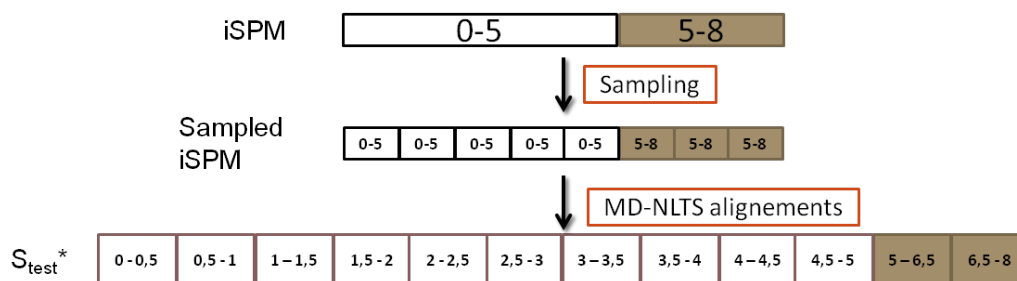 iSPM 0-5 5-8
Sampling
Sampled
iSPM
0-5 0-5 0-5 0-5 0-5 5-8 5-8 5-8
MD-NLTS alignements
Stest* 0 - 0,5 0,5 - 1 1 – 1,5 1,5 - 2 2 - 2,5 2,5 - 3 3 – 3,5 3,5 - 4 4 – 4,5 4,5 - 5 5 – 6,5 6,5 - 8